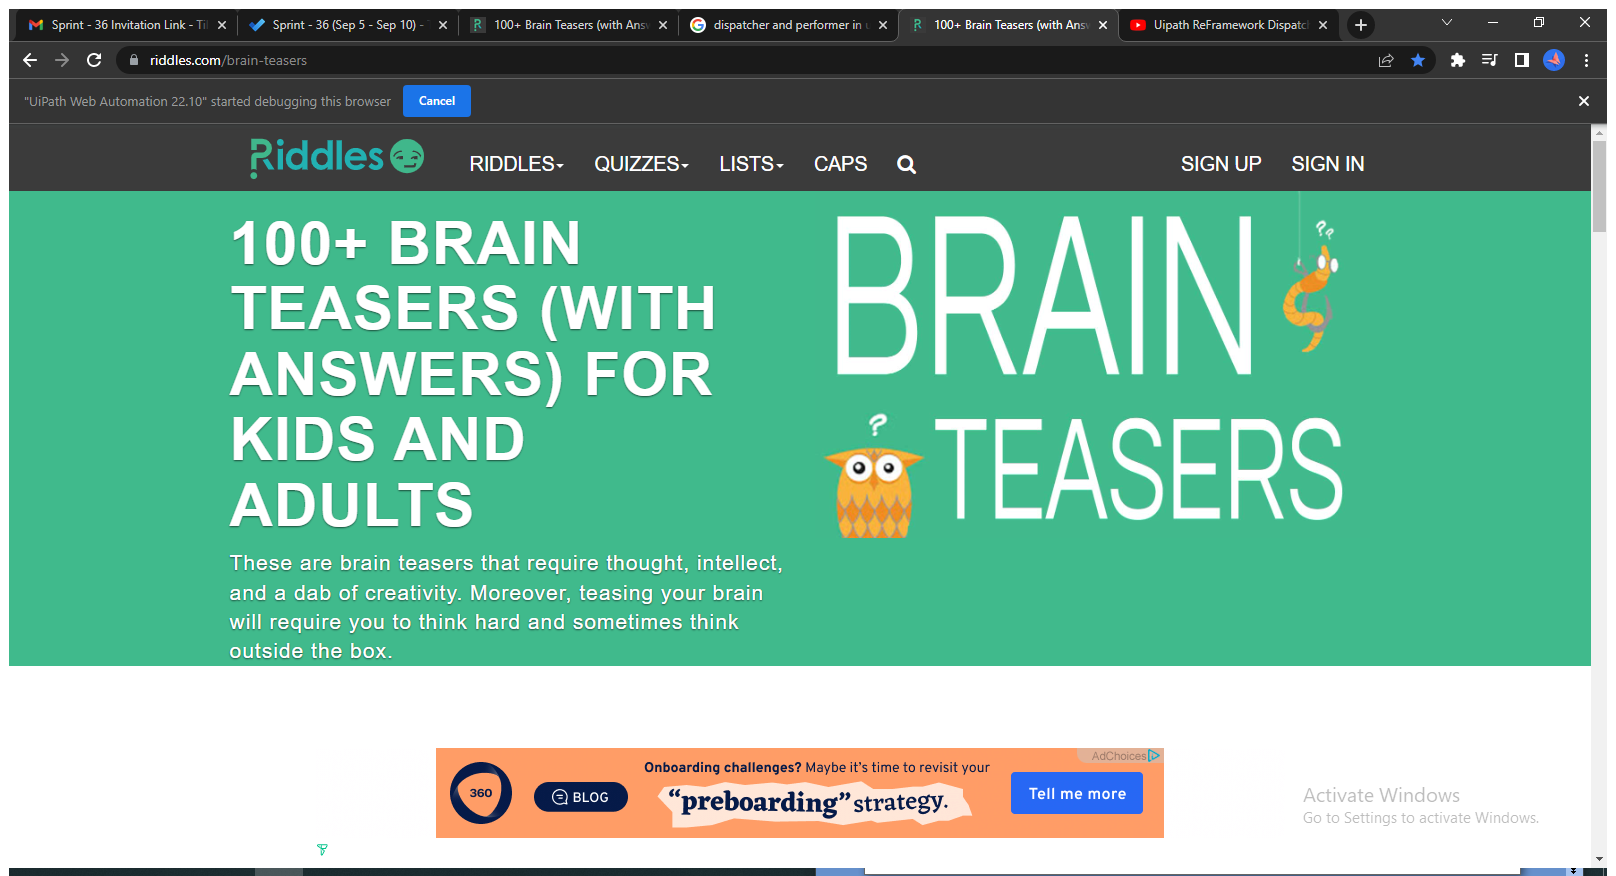 Sprint - 36 Invitation Link - Ti
Sprint - 36 (Sep 5 - Sep 10) -
100+ Brain Teasers (with Answ
dispatcher and performer in u
100+ Brain Teasers (with Answ
Uipath ReFramework Dispatc
riddles.com/brain-teasers
"UiPath Web Automation 22.10" started debugging this browser
Cancel
Riddles
RIDDLES
QUIZZES
LISTS
CAPS
SIGN UP
SIGN IN
100+ BRAIN
TEASERS (WITH
ANSWERS) FOR
KIDS AND
ADULTS
These are brain teasers that require thought, intellect,
and a dab of creativity. Moreover, teasing your brain
will require you to think hard and sometimes think
outside the box.
BRAIN
??
?
TEASERS
AdChoices
360
BLOG
Onboarding challenges? Maybe it's time to revisit your
“preboarding” strategy.
Tell me more
Activate Windows
Go to Settings to activate Windows.